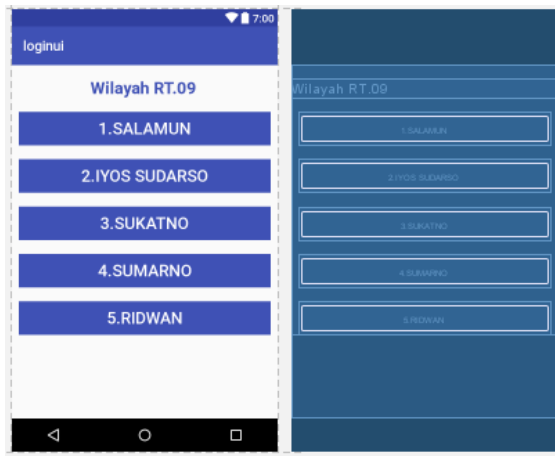 7:00
loginui
Wilayah RT.09
1.SALAMUN
2.IYOS SUDARSO
3.SUKATNO
4.SUMARNO
5.RIDWAN
Wilayah RT.09
1.SALAMUN
2.IYOS SUDARSO
3.SUKATNO
4.SUMARNO
5.RIDWAN